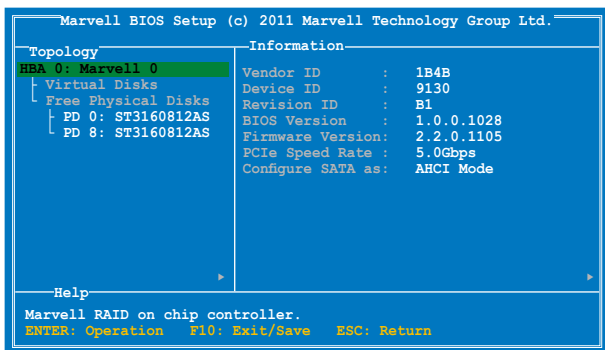 Marvell BIOS Setup (c) 2011 Marvell Technology Group Ltd.
Topology
HBA 0: Marvell 0
Virtual Disks
Free Physical Disks
PD 0: ST3160812AS
PD 8: ST3160812AS
Information
Vendor ID : 1B4B
Device ID : 9130
Revision ID : B1
BIOS Version : 1.0.0.1028
Firmware Version: 2.2.0.1105
PCIe Speed Rate : 5.0Gbps
Configure SATA as: AHCI Mode
Help
Marvell RAID on chip controller.
ENTER: Operation F10: Exit/Save ESC: Return